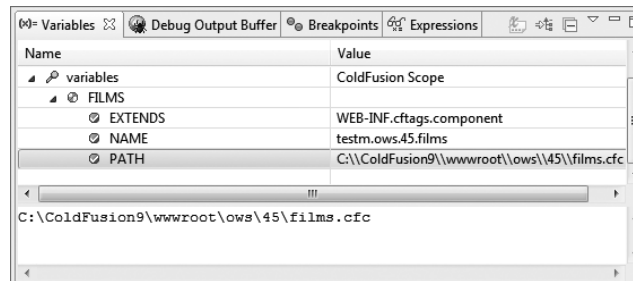 (x)= Variables Debug Output Buffer Breakpoints Expressions
Name Value
variables ColdFusion Scope
FILMS
EXTENDS WEB-INF.cftags.component
NAME testm.ows.45.films
PATH C:\\ColdFusion9\\wwwroot\\ows\\45\\films.cfc
C:\ColdFusion9\wwwroot\ows\45\films.cfc